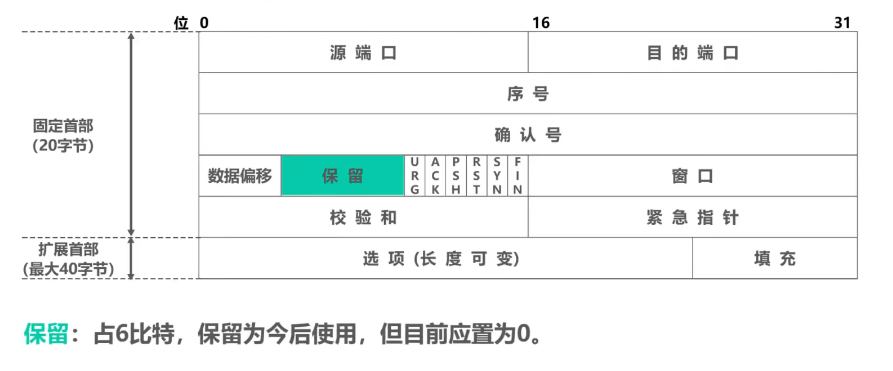 位 0 16 31
源端口 目的端口
序号
确认号
固定首部
(20字节)
数据偏移 保留 URG ACK PSH RST SYN FIN 窗口
校验和 紧急指针
扩展首部
(最大40字节)
选项(长度可变) 填充
保留：占6比特，保留为今后使用，但目前应置为0。